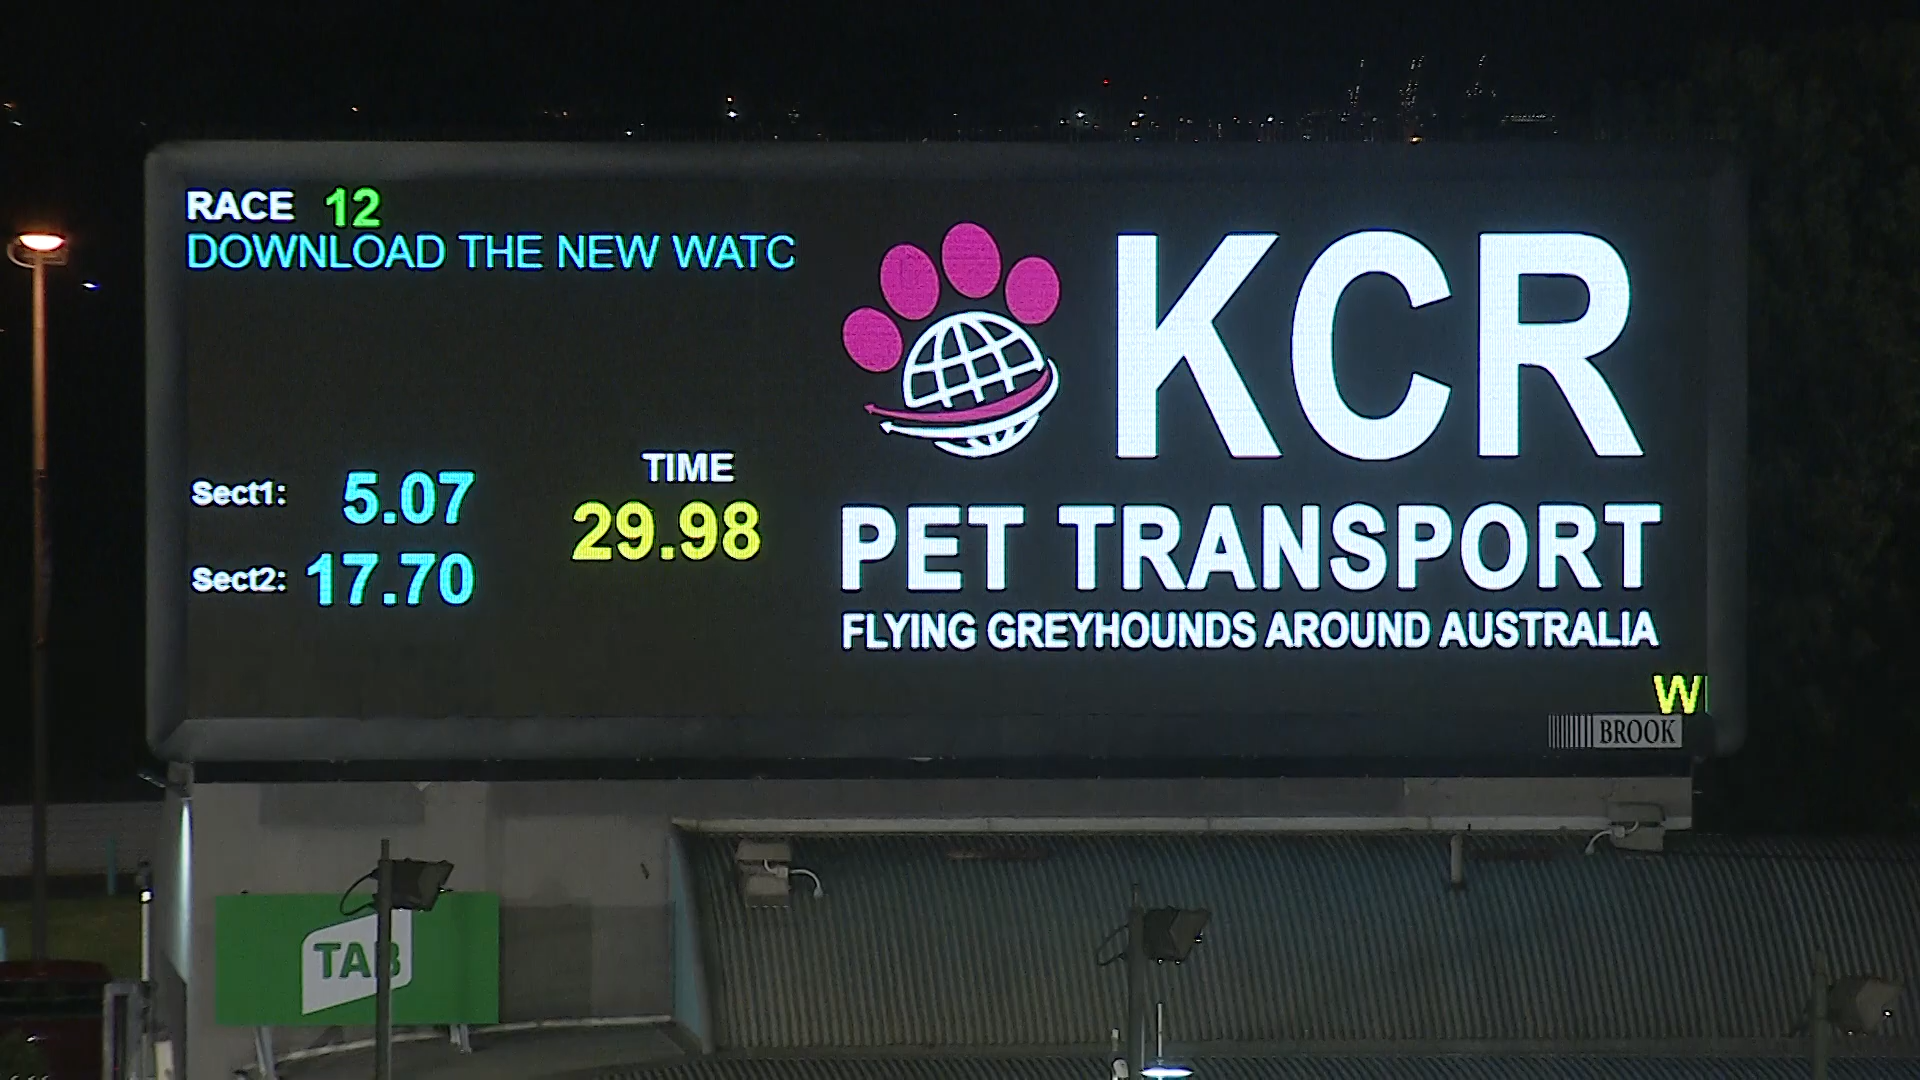 RACE 12
DOWNLOAD THE NEW WATC
KCR
PET TRANSPORT
FLYING GREYHOUNDS AROUND AUSTRALIA
Sect1: 5.07
Sect2: 17.70
TIME
29.98
W
BROOK
TAB